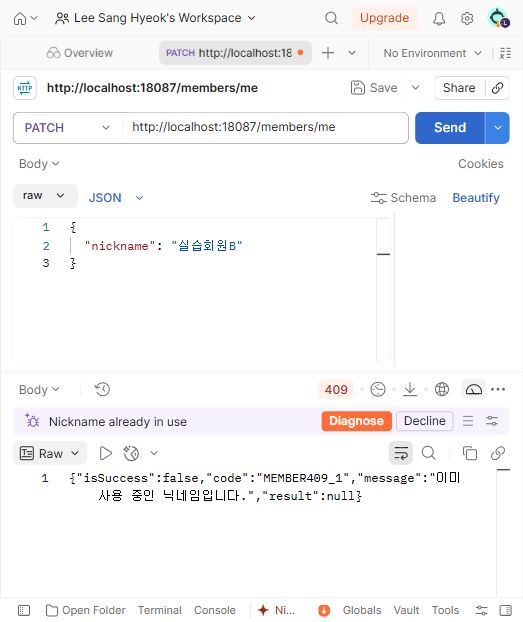 Lee Sang Hyeok's Workspace
Upgrade
Overview
PATCH http://localhost:18
No Environment
HTTP
http://localhost:18087/members/me
Save
Share
PATCH
http://localhost:18087/members/me
Send
Body
Cookies
raw
JSON
Schema
Beautify
1 {
2 "nickname": "실습회원B"
3 }
Body
409
Nickname already in use
Diagnose
Decline
Raw
1 {"isSuccess":false,"code":"MEMBER409_1","message":"이미
사용 중인 닉네임입니다.","result":null}
Open Folder
Terminal
Console
Ni...
Globals
Vault
Tools